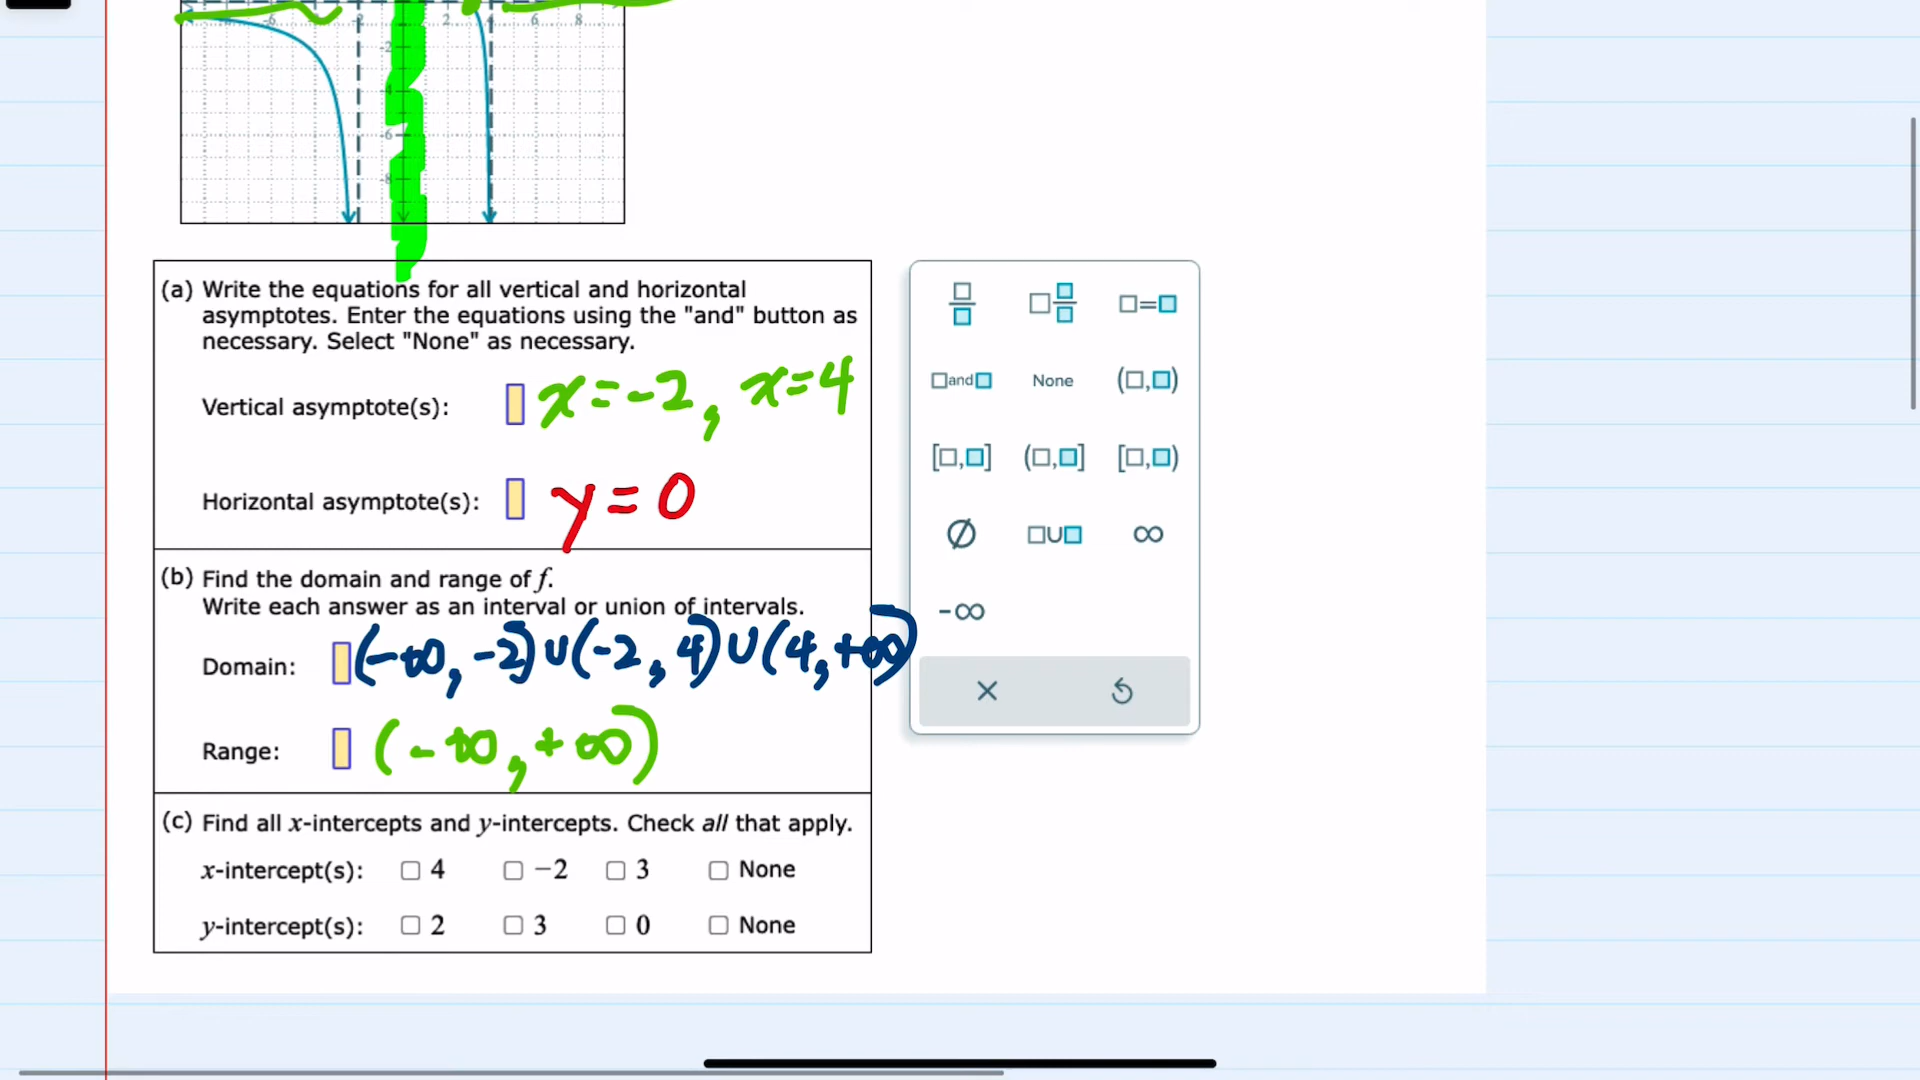 -6 -2 2 4 6 8
-2
-4
-6
-8
(a) Write the equations for all vertical and horizontal
asymptotes. Enter the equations using the "and" button as
necessary. Select "None" as necessary.
Vertical asymptote(s): x=-2, x=4
Horizontal asymptote(s): y=0
(b) Find the domain and range of f.
Write each answer as an interval or union of intervals.
Domain: (-∞, -2)∪(-2, 4)∪(4, +∞)
Range: (-∞, +∞)
(c) Find all x-intercepts and y-intercepts. Check all that apply.
x-intercept(s): 4 −2 3 None
y-intercept(s): 2 3 0 None
□=□
□and□ None (□,□)
[□,□] (□,□] [□,□)
∅ □∪□ ∞
-∞